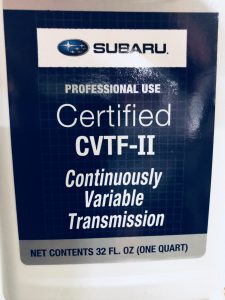 SUBARU
PROFESSIONAL USE
Certified
CVTF-II
Continuously
Variable
Transmission
NET CONTENTS 32 FL. OZ (ONE QUART)